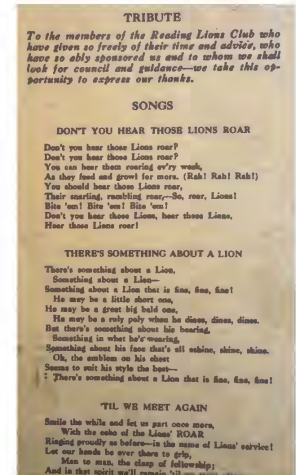 TRIBUTE
To the members of the Reading Lions Club who
have given so freely of their time and advice, who
have so ably sponsored us and to whom we shall
look for council and guidance—we take this op-
portunity to express our thanks.
SONGS
DON'T YOU HEAR THOSE LIONS ROAR
Don't you hear those Lions roar?
Don't you hear those Lions roar?
You can hear them roaring ev'ry week,
As they feed and growl for more. (Rah! Rah! Rah!)
You should hear those Lions roar,
Their snarling, rambling roar,—So, roar, Lions!
Bite 'em! Bite 'em! Bite 'em!
Don't you hear those Lions, hear those Lions,
Hear those Lions roar!
THERE'S SOMETHING ABOUT A LION
There's something about a Lion,
Something about a Lion—
Something about a Lion that is fine, fine, fine!
He may be a little short one,
He may be a great big bald one,
He may be a roly poly when he dines, dines, dines.
But there's something about his bearing,
Something in what he's wearing,
Something about his face that's all ashine, shine, shine.
Oh, the emblem on his chest
Seems to suit his style the best—
There's something about a Lion that is fine, fine, fine!
'TIL WE MEET AGAIN
Smile the while and let us part once more,
With the echo of the Lions' ROAR
Ringing proudly as before—in the name of Lions' service!
Let our hands be ever there to grip,
Man to man, the clasp of fellowship;
And in that spirit we'll remain 'til we